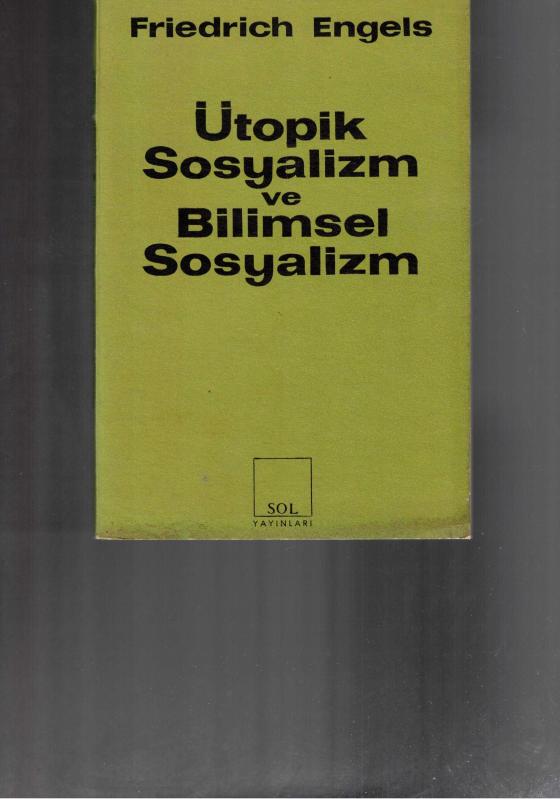 Friedrich Engels
Ütopik
Sosyalizm
ve
Bilimsel
Sosyalizm
SOL
YAYINLARI